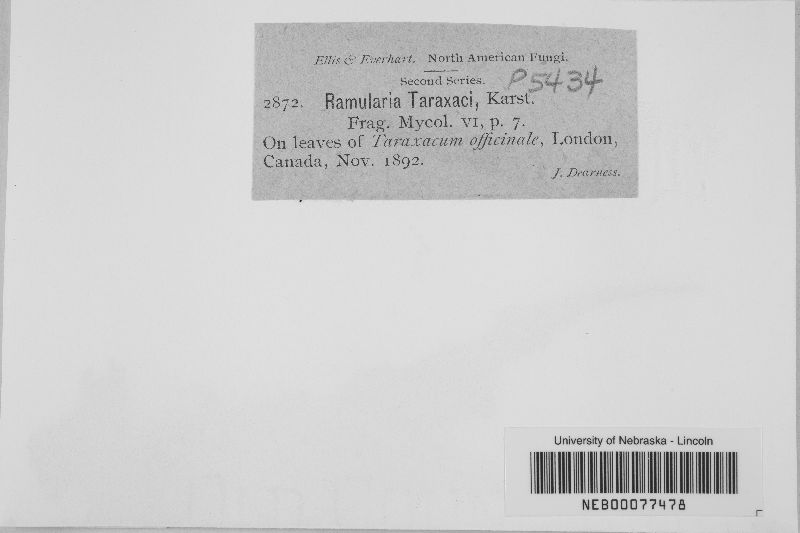 Ellis & Everhart. North American Fungi.
Second Series. P5434
2872. Ramularia Taraxaci, Karst.
Frag. Mycol. VI, p. 7.
On leaves of Taraxacum officinale, London,
Canada, Nov. 1892.
J. Dearness.
University of Nebraska - Lincoln
NEB00077478